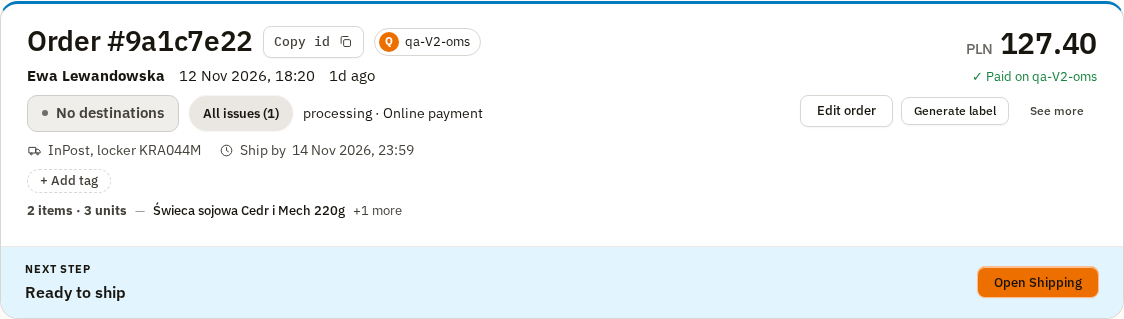 Order #9a1c7e22 Copy id Q qa-V2-oms
PLN 127.40
Ewa Lewandowska 12 Nov 2026, 18:20 1d ago
✓ Paid on qa-V2-oms
No destinations All issues (1) processing · Online payment
Edit order Generate label See more
InPost, locker KRA044M Ship by 14 Nov 2026, 23:59
+ Add tag
2 items · 3 units — Świeca sojowa Cedr i Mech 220g +1 more
NEXT STEP
Ready to ship
Open Shipping